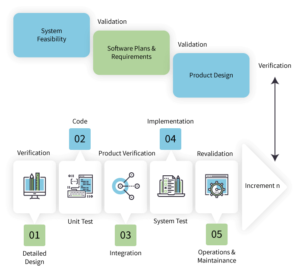 System
Feasibility
Validation
Software Plans &
Requirements
Validation
Product Design
Verification
Code
Implementation
02
04
Verification
Product Verification
Revalidation
Increment n
Unit Test
System Test
01
03
05
Detailed
Design
Integration
Operations &
Maintainance